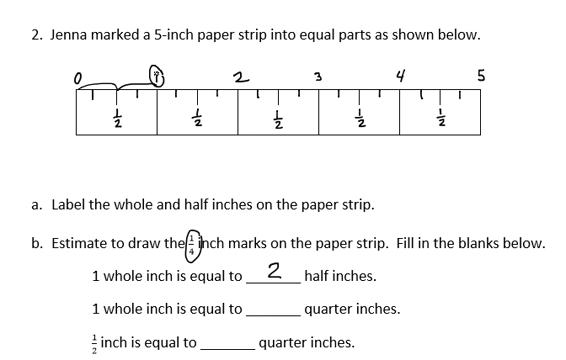 2. Jenna marked a 5-inch paper strip into equal parts as shown below.
0 1 2 3 4 5
1/2 1/2 1/2 1/2 1/2
a. Label the whole and half inches on the paper strip.
b. Estimate to draw the 1/4 inch marks on the paper strip. Fill in the blanks below.
1 whole inch is equal to 2 half inches.
1 whole inch is equal to ______ quarter inches.
1/2 inch is equal to ______ quarter inches.